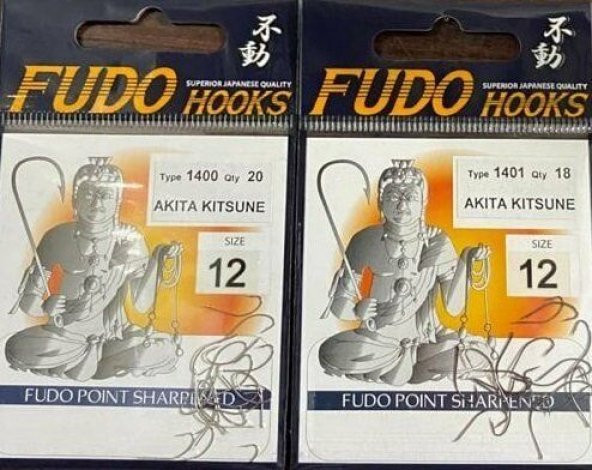 不動
SUPERIOR JAPANESE QUALITY
FUDO HOOKS
Type 1400 Qty 20
AKITA KITSUNE
SIZE
12
FUDO POINT SHARPENED
不動
SUPERIOR JAPANESE QUALITY
FUDO HOOKS
Type 1401 Qty 18
AKITA KITSUNE
SIZE
12
FUDO POINT SHARPENED